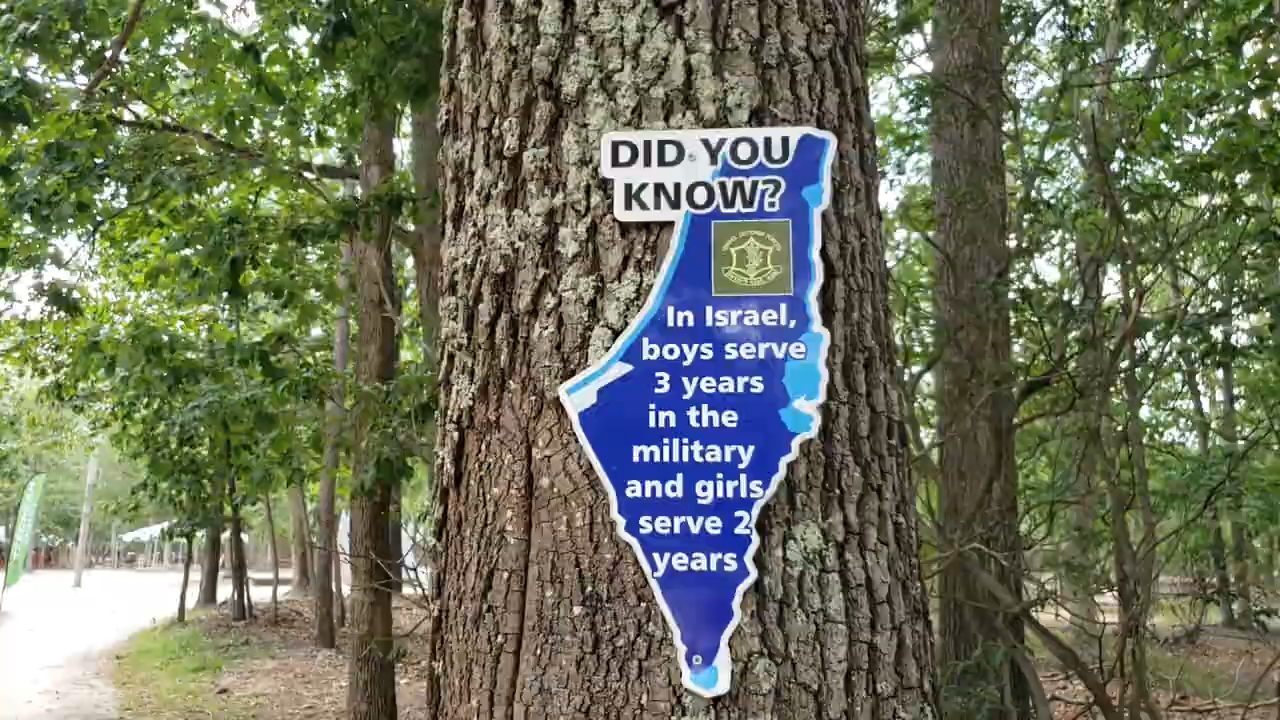 DID YOU
KNOW?
In Israel,
boys serve
3 years
in the
military
and girls
serve 2
years